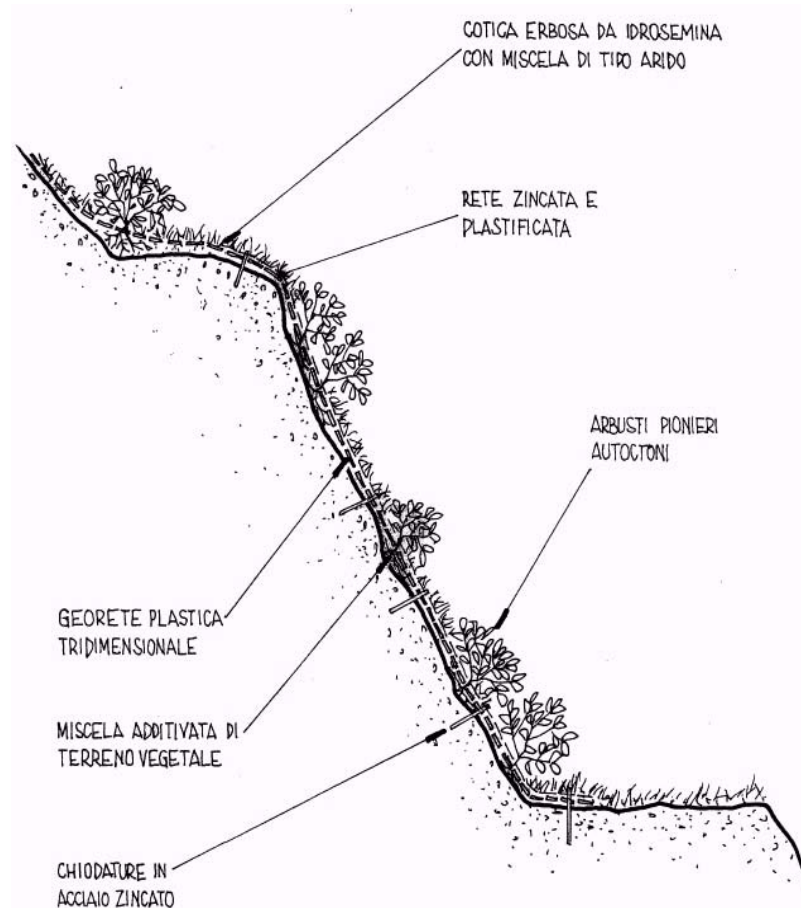 COTICA ERBOSA DA IDROSEMINA
CON MISCELA DI TIPO ARIDO
RETE ZINCATA E
PLASTIFICATA
ARBUSTI PIONIERI
AUTOCTONI
GEORETE PLASTICA
TRIDIMENSIONALE
MISCELA ADDITIVATA DI
TERRENO VEGETALE
CHIODATURE IN
ACCIAIO ZINCATO